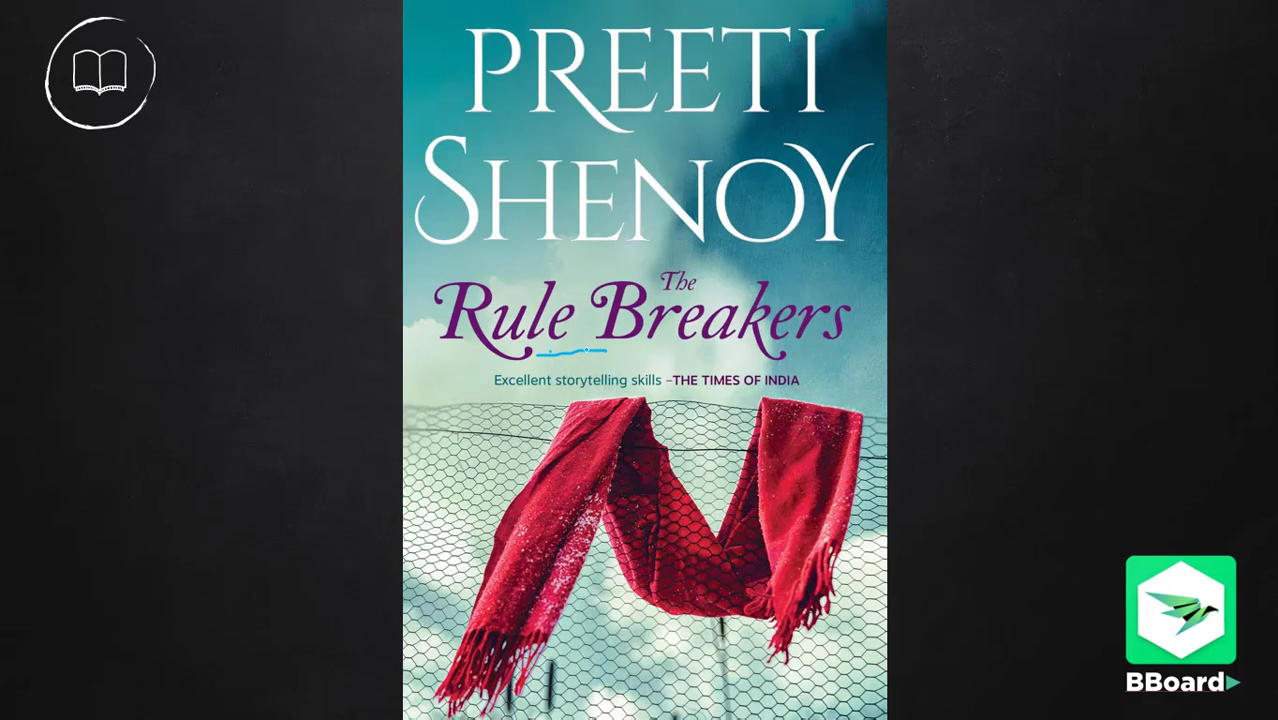 PREETI
SHENOY
The
Rule Breakers
Excellent storytelling skills –THE TIMES OF INDIA
BBoard